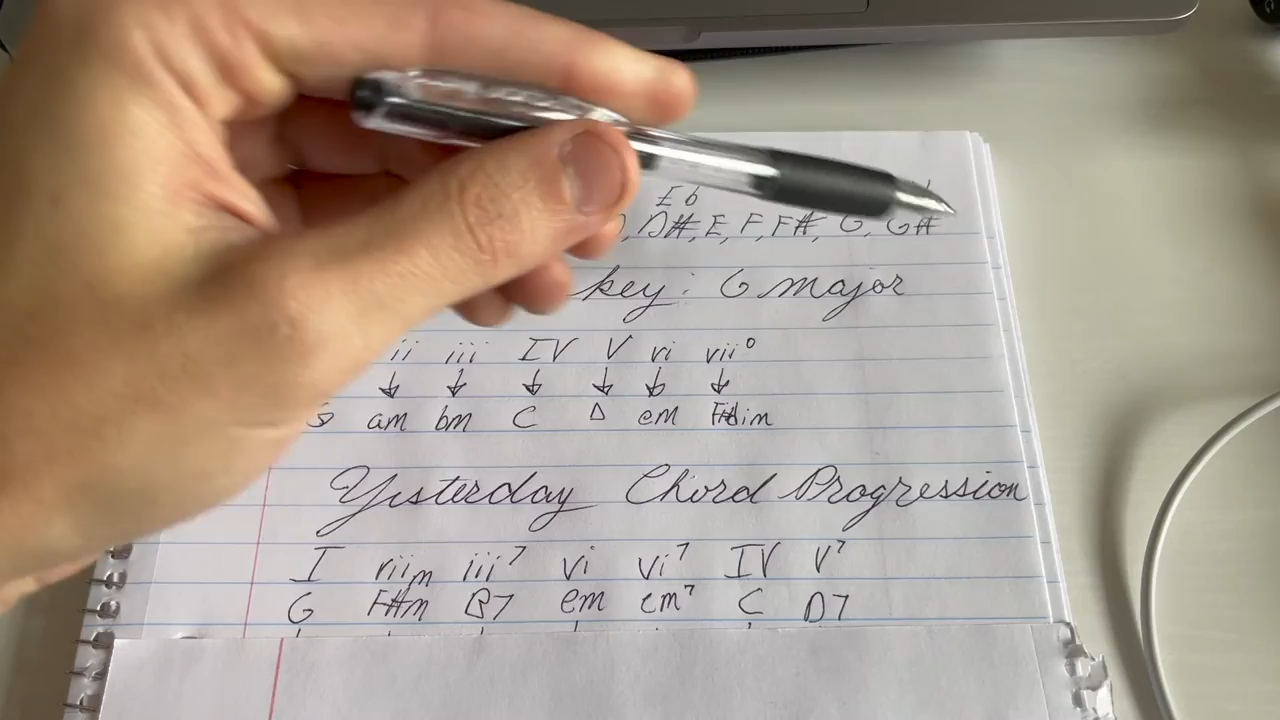 Eb
D#, E, F, F#, G, G#
key: G major
ii iii IV V vi vii°
am bm C D em F#dim
Yesterday Chord Progression
I viim iii7 vi vi7 IV V7
G F#m B7 em em7 C D7